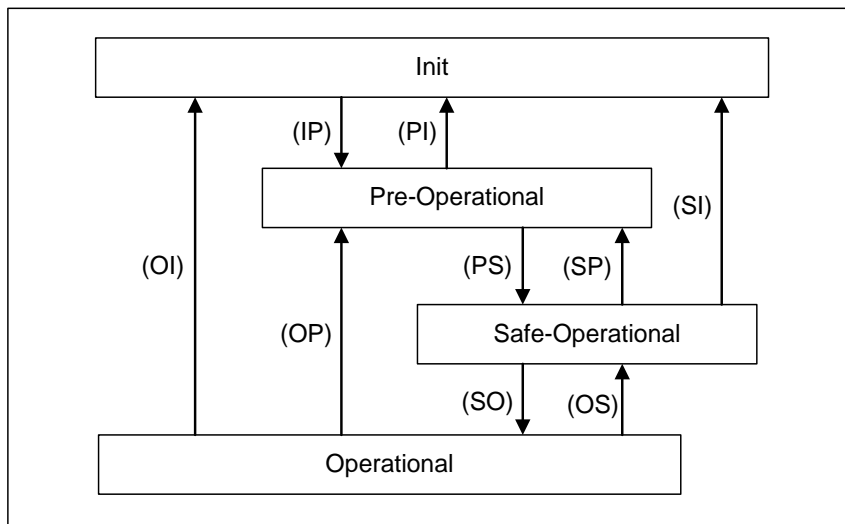 Init
(IP)
(PI)
Pre-Operational
(SI)
(OI)
(PS)
(SP)
(OP)
Safe-Operational
(SO)
(OS)
Operational